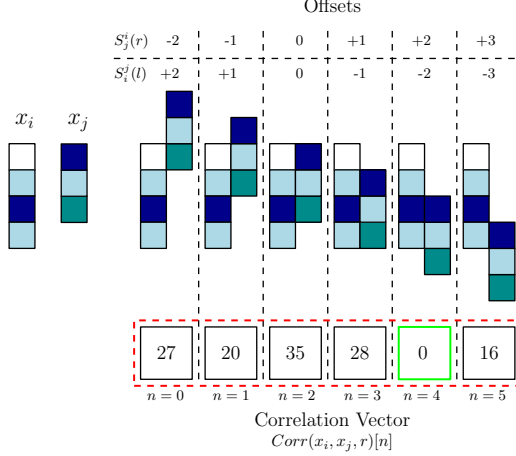 Offsets
S_j^i(r) -2 -1 0 +1 +2 +3
S_i^j(l) +2 +1 0 -1 -2 -3
x_i x_j
27 20 35 28 0 16
n = 0 n = 1 n = 2 n = 3 n = 4 n = 5
Correlation Vector
Corr(x_i, x_j, r)[n]